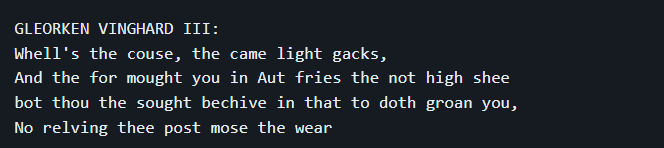 GLEORKEN VINGHARD III:
Whell's the couse, the came light gacks,
And the for mought you in Aut fries the not high shee
bot thou the sought bechive in that to doth groan you,
No relving thee post mose the wear